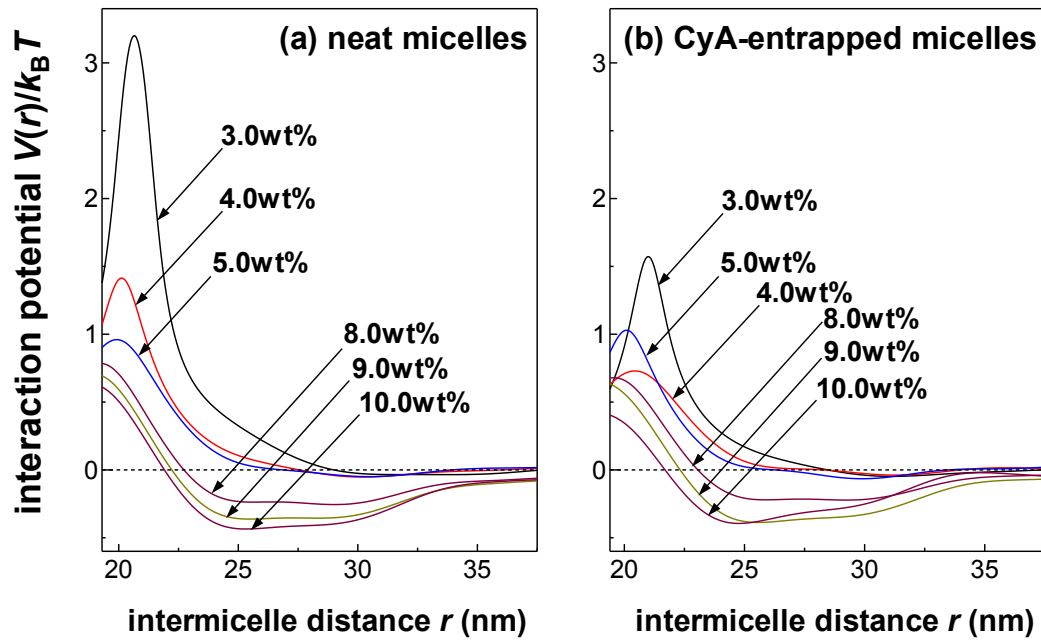 interaction potential V(r)/k_B T
(a) neat micelles
3
2
1
0
3.0wt%
4.0wt%
5.0wt%
8.0wt%
9.0wt%
10.0wt%
20
25
30
35
intermicelle distance r (nm)
(b) CyA-entrapped micelles
3
2
1
0
3.0wt%
5.0wt%
4.0wt%
8.0wt%
9.0wt%
10.0wt%
20
25
30
35
intermicelle distance r (nm)